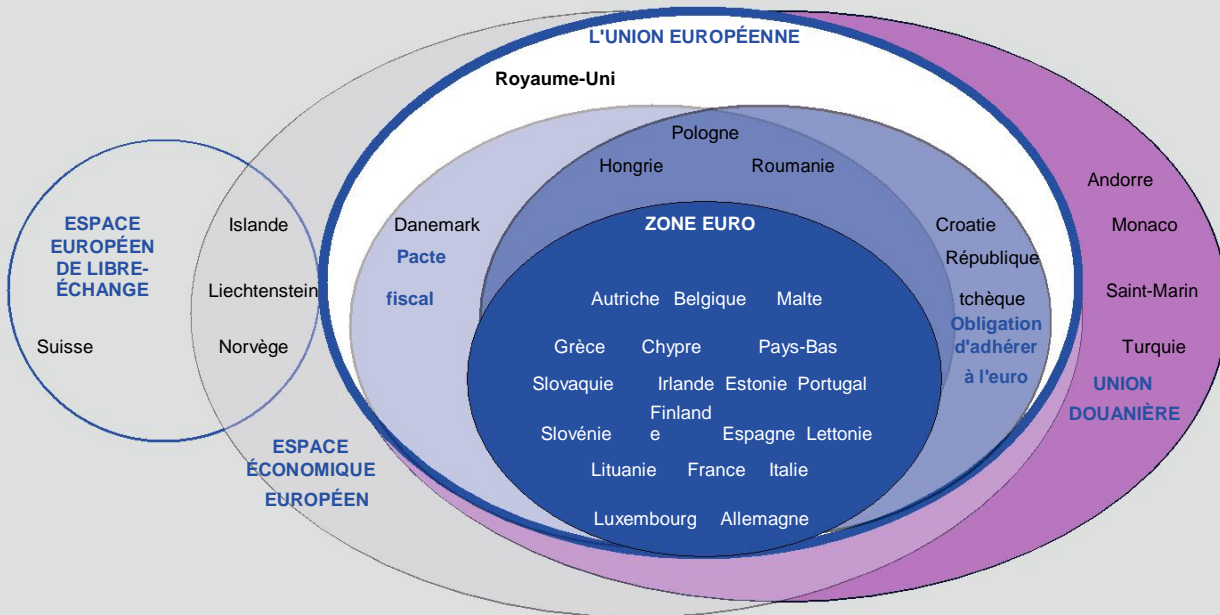 L'UNION EUROPÉENNE
Royaume-Uni
Pologne
Hongrie Roumanie
Andorre
ESPACE
EUROPÉEN
DE LIBRE-
ÉCHANGE
Islande
Danemark
ZONE EURO
Croatie
Monaco
Pacte
fiscal
République
tchèque
Liechtenstein
Autriche Belgique Malte
Saint-Marin
Obligation
d'adhérer
à l'euro
Suisse
Norvège
Grèce Chypre Pays-Bas
Turquie
Slovaquie Irlande Estonie Portugal
UNION
DOUANIÈRE
Finland
e
Slovénie Espagne Lettonie
ESPACE
ÉCONOMIQUE
EUROPÉEN
Lituanie France Italie
Luxembourg Allemagne